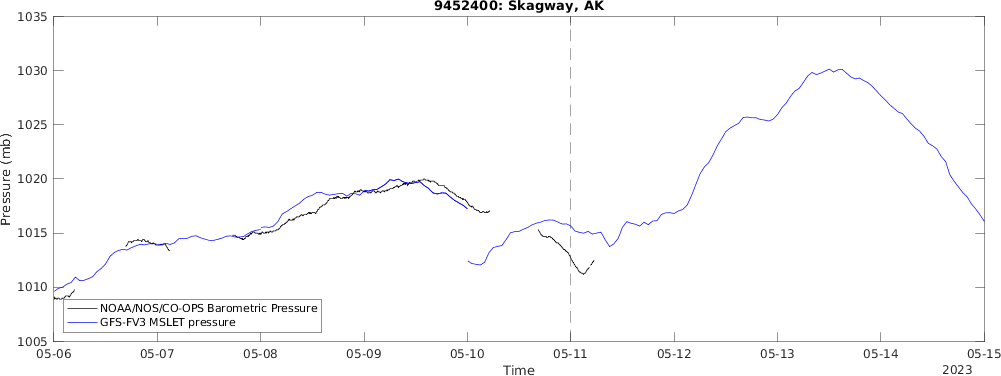 9452400: Skagway, AK
Pressure (mb)
1035
1030
1025
1020
1015
1010
1005
NOAA/NOS/CO-OPS Barometric Pressure
GFS-FV3 MSLET pressure
05-06 05-07 05-08 05-09 05-10 05-11 05-12 05-13 05-14 05-15
Time
2023